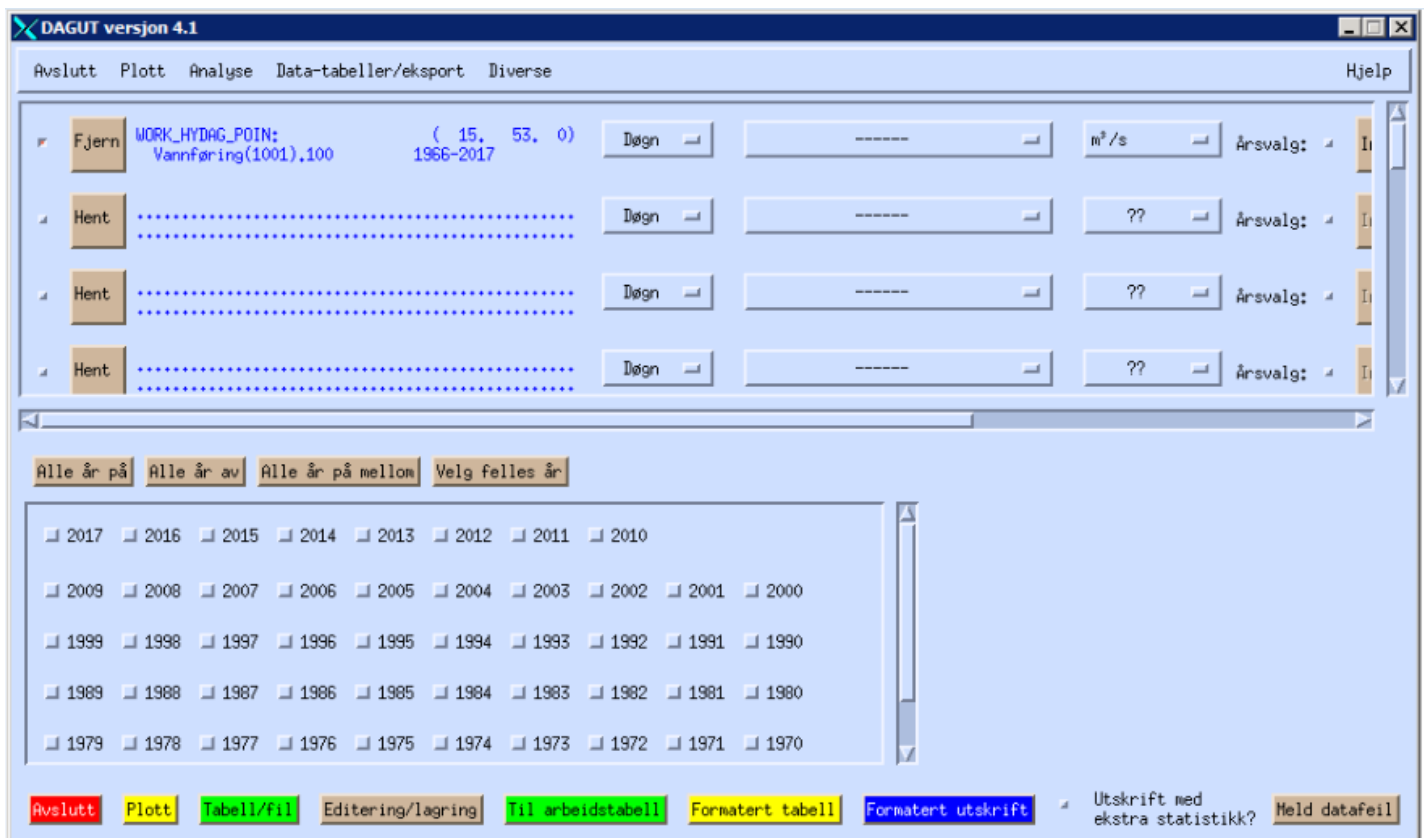 DAGUT versjon 4.1
Avslutt Plott Analyse Data-tabeller/eksport Diverse Hjelp
Fjern WORK_HYDAG_POIN: ( 15. 53. 0) Døgn ------ m³/s Årsvalg:
Vannføring(1001).100 1966-2017
Hent Døgn ------ ?? Årsvalg:
Hent Døgn ------ ?? Årsvalg:
Hent Døgn ------ ?? Årsvalg:
Alle år på Alle år av Alle år på mellom Velg felles år
2017 2016 2015 2014 2013 2012 2011 2010
2009 2008 2007 2006 2005 2004 2003 2002 2001 2000
1999 1998 1997 1996 1995 1994 1993 1992 1991 1990
1989 1988 1987 1986 1985 1984 1983 1982 1981 1980
1979 1978 1977 1976 1975 1974 1973 1972 1971 1970
Avslutt Plott Tabell/fil Editering/lagring Til arbeidstabell Formatert tabell Formatert utskrift Utskrift med ekstra statistikk? Meld datafeil